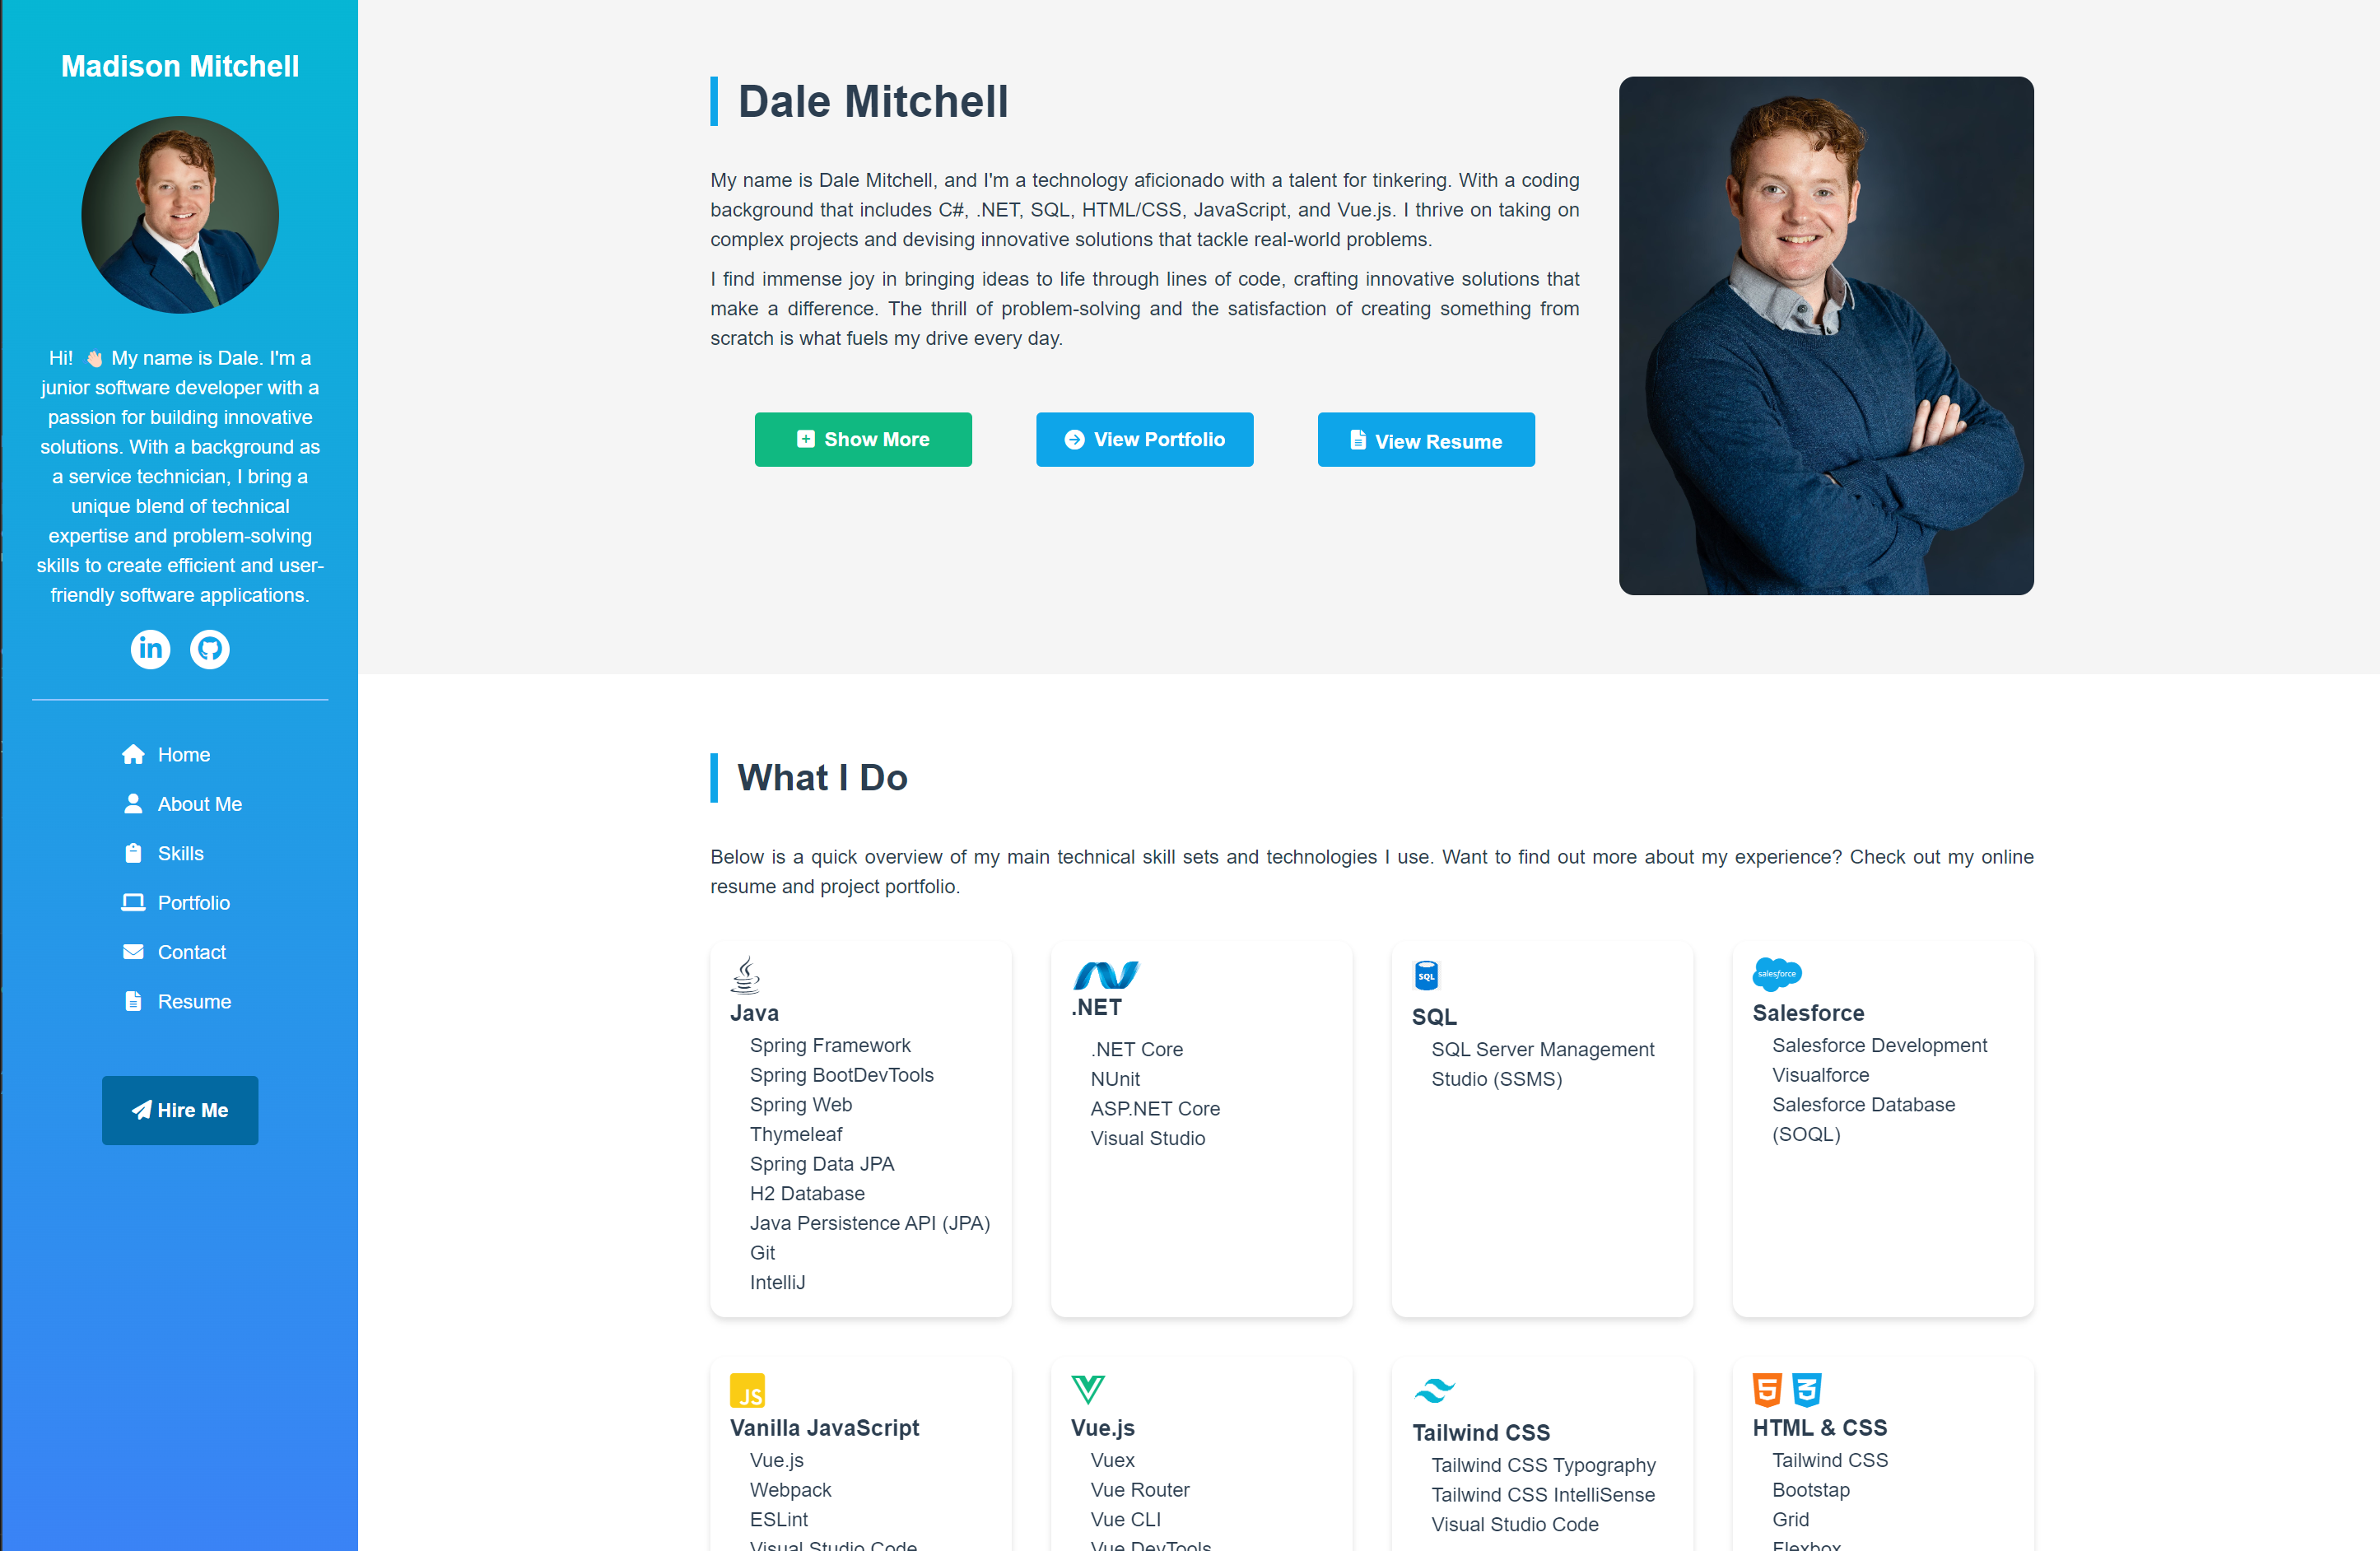 Madison Mitchell
Hi! 👋🏻 My name is Dale. I'm a
junior software developer with a
passion for building innovative
solutions. With a background as
a service technician, I bring a
unique blend of technical
expertise and problem-solving
skills to create efficient and user-
friendly software applications.
in
Home
About Me
Skills
Portfolio
Contact
Resume
Hire Me
Dale Mitchell
My name is Dale Mitchell, and I'm a technology aficionado with a talent for tinkering. With a coding
background that includes C#, .NET, SQL, HTML/CSS, JavaScript, and Vue.js. I thrive on taking on
complex projects and devising innovative solutions that tackle real-world problems.
I find immense joy in bringing ideas to life through lines of code, crafting innovative solutions that
make a difference. The thrill of problem-solving and the satisfaction of creating something from
scratch is what fuels my drive every day.
Show More
View Portfolio
View Resume
What I Do
Below is a quick overview of my main technical skill sets and technologies I use. Want to find out more about my experience? Check out my online
resume and project portfolio.
Java
Spring Framework
Spring BootDevTools
Spring Web
Thymeleaf
Spring Data JPA
H2 Database
Java Persistence API (JPA)
Git
IntelliJ
.NET
.NET Core
NUnit
ASP.NET Core
Visual Studio
SQL
SQL
SQL Server Management
Studio (SSMS)
salesforce
Salesforce
Salesforce Development
Visualforce
Salesforce Database
(SOQL)
JS
Vanilla JavaScript
Vue.js
Webpack
ESLint
Visual Studio Code
Vue.js
Vuex
Vue Router
Vue CLI
Vue DevTools
Tailwind CSS
Tailwind CSS Typography
Tailwind CSS IntelliSense
Visual Studio Code
5 3
HTML & CSS
Tailwind CSS
Bootstap
Grid
Flexbox